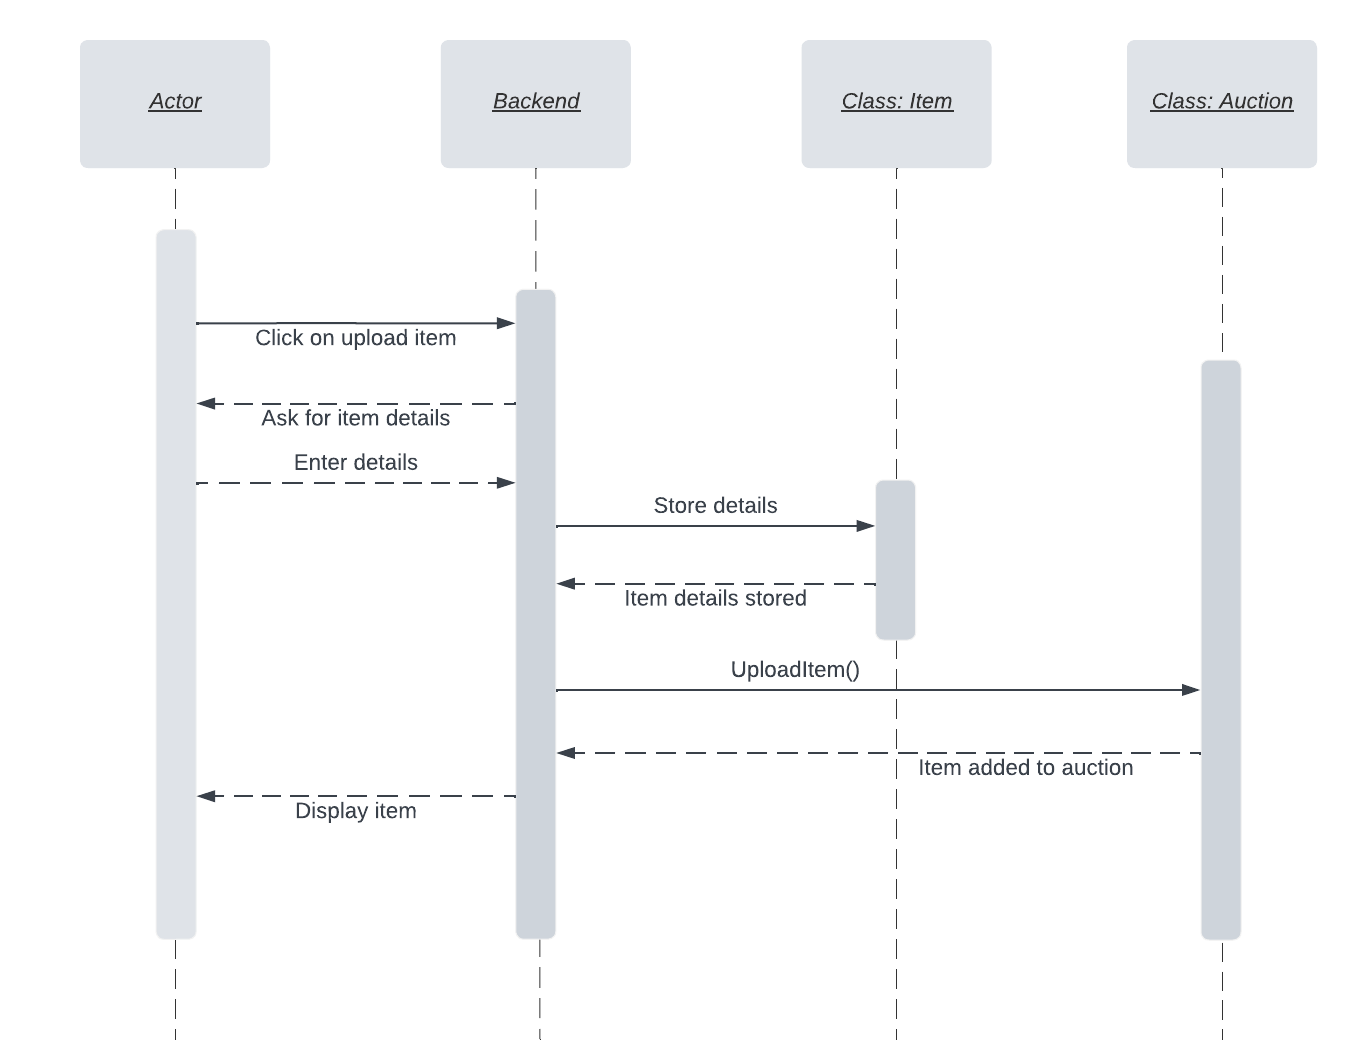 Actor
Backend
Class: Item
Class: Auction
Click on upload item
Ask for item details
Enter details
Store details
Item details stored
UploadItem()
Item added to auction
Display item